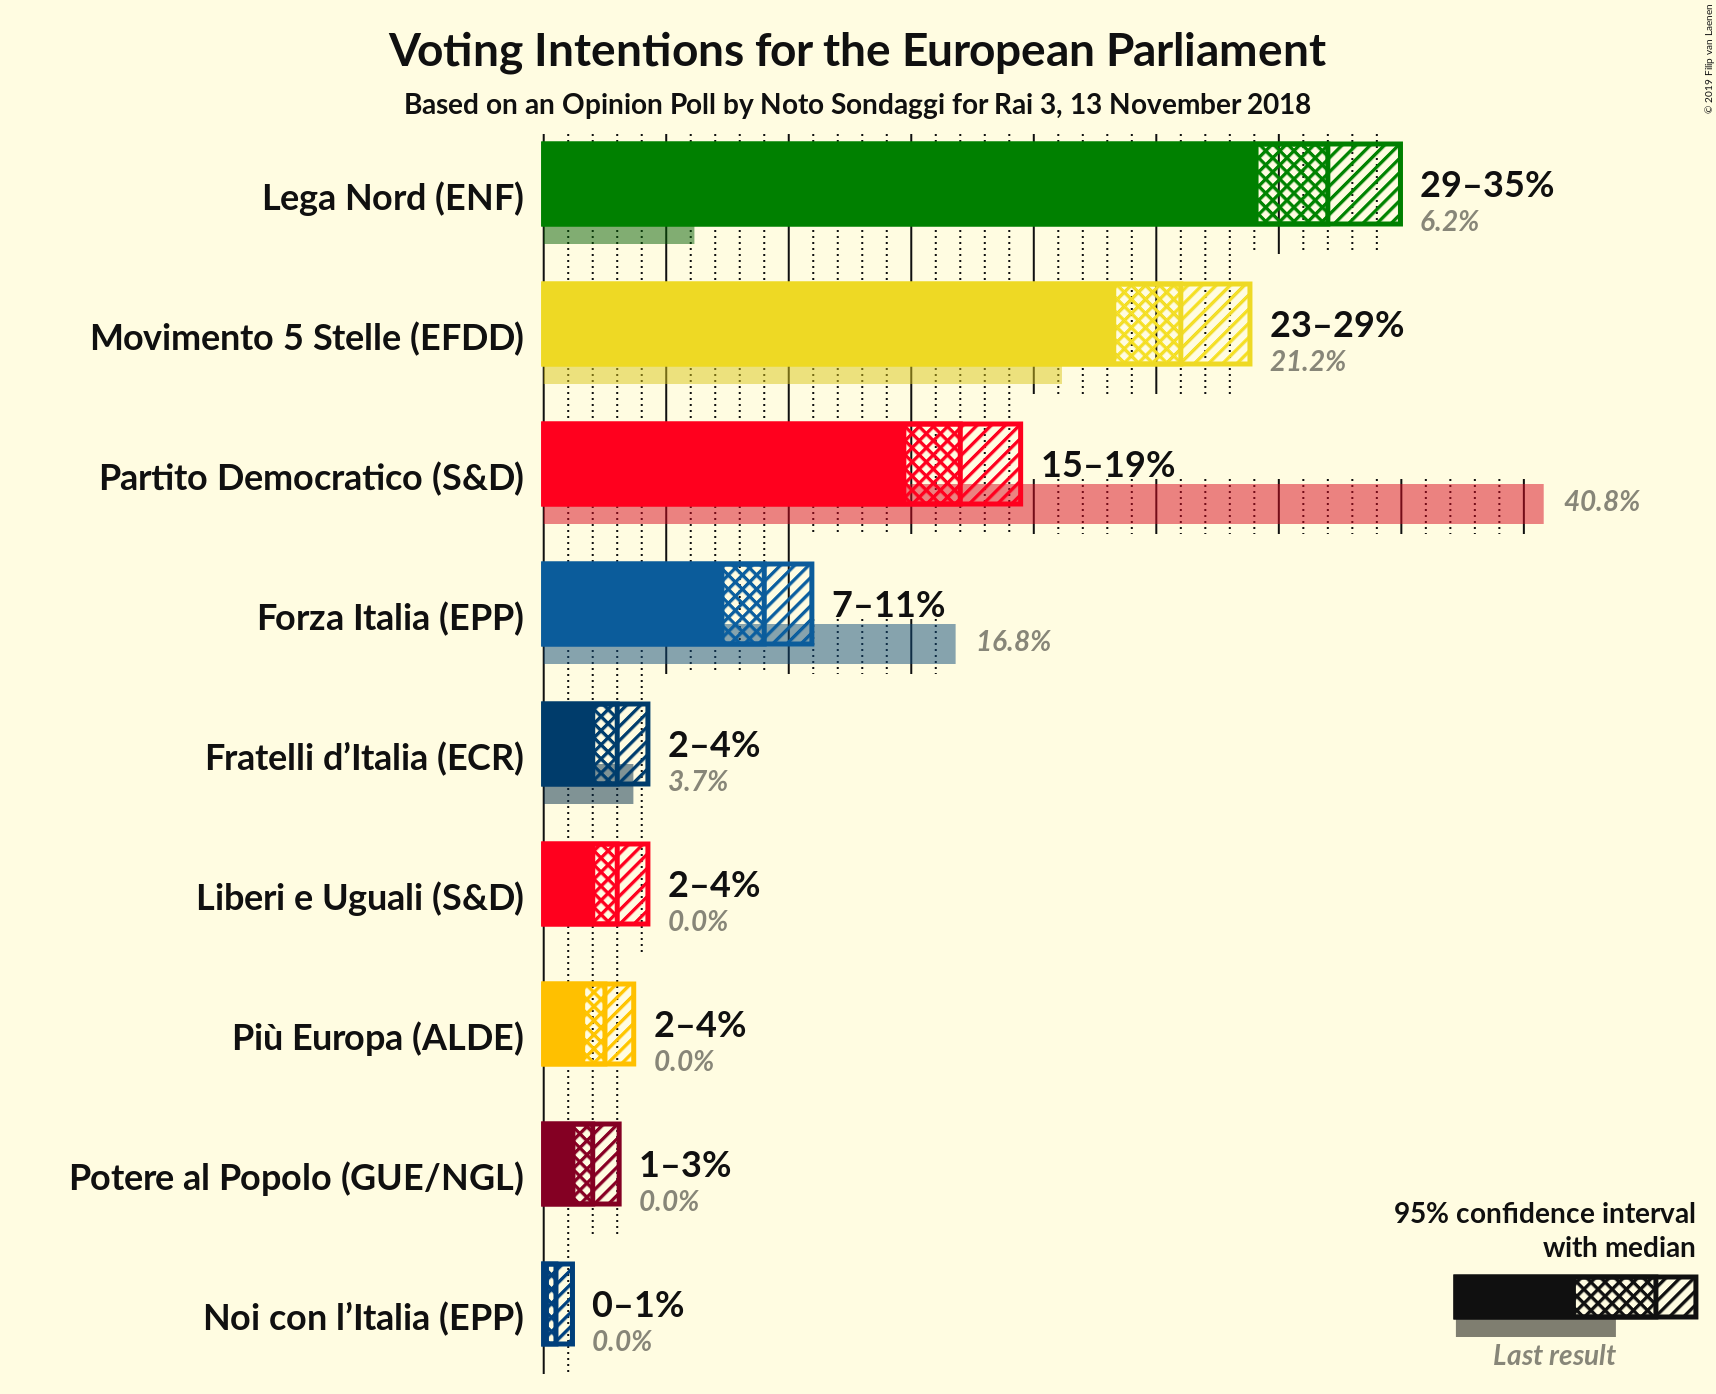 Voting Intentions for the European Parliament
Based on an Opinion Poll by Noto Sondaggi for Rai 3, 13 November 2018
© 2019 Filip van Laenen
Lega Nord (ENF)
29–35%
6.2%
Movimento 5 Stelle (EFDD)
23–29%
21.2%
Partito Democratico (S&D)
15–19%
40.8%
Forza Italia (EPP)
7–11%
16.8%
Fratelli d’Italia (ECR)
2–4%
3.7%
Liberi e Uguali (S&D)
2–4%
0.0%
Più Europa (ALDE)
2–4%
0.0%
Potere al Popolo (GUE/NGL)
1–3%
0.0%
Noi con l’Italia (EPP)
0–1%
0.0%
95% confidence interval
with median
Last result